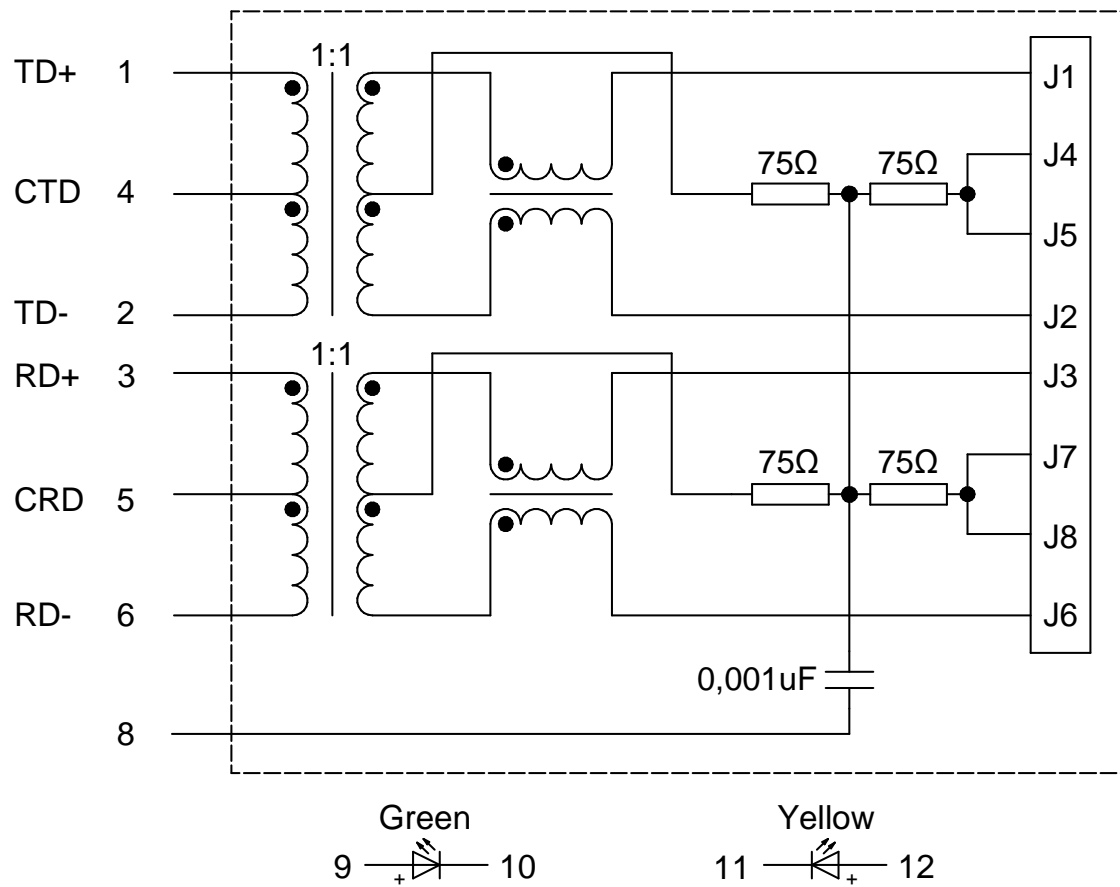 1:1
TD+ 1 J1
75Ω 75Ω J4
CTD 4
J5
TD- 2 J2
1:1
RD+ 3 J3
75Ω 75Ω J7
CRD 5
J8
RD- 6 J6
0,001uF
8
Green Yellow
9 + 10 11 + 12